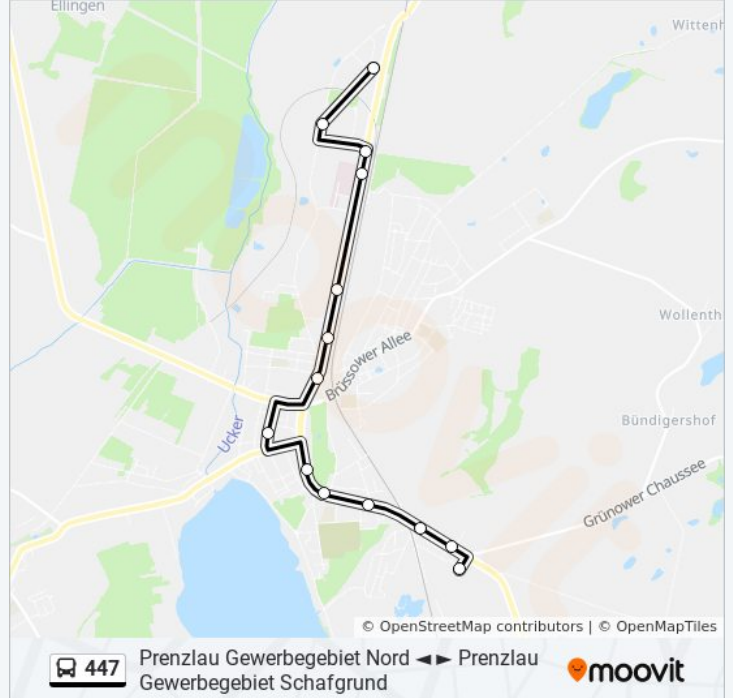 Ellingen
Wittenh
Wollenth
Brüssower Allee
Bündigershof
Ucker
Grünower Chaussee
© OpenStreetMap contributors | © OpenMapTiles
447
Prenzlau Gewerbegebiet Nord ◄ ► Prenzlau
Gewerbegebiet Schafgrund
moovit